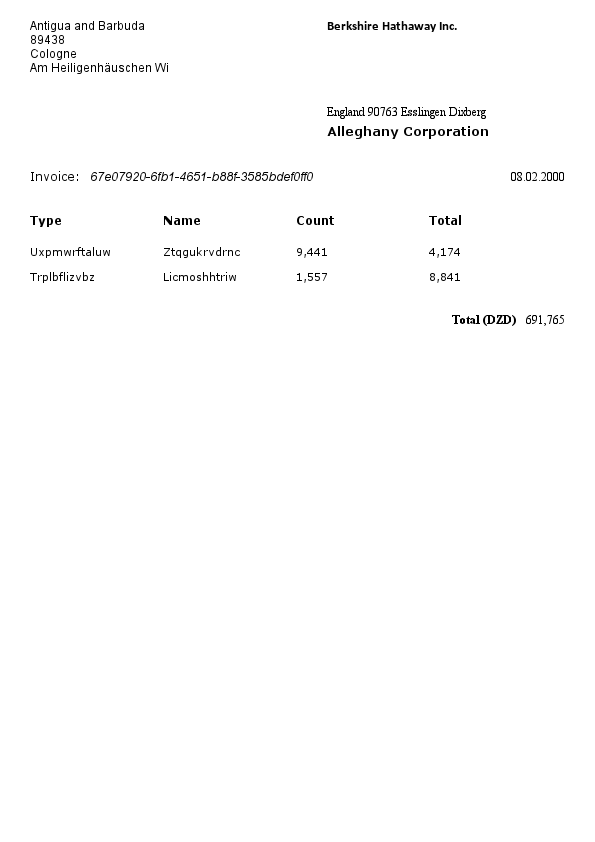 Antigua and Barbuda
89438
Cologne
Am Heiligenhäuschen Wi
Berkshire Hathaway Inc.
England 90763 Esslingen Dixberg
Alleghany Corporation
Invoice: 67e07920-6fb1-4651-b88f-3585bdef0ff0 08.02.2000
Type Name Count Total
Uxpmwrftaluw Ztqgukrvdrnc 9,441 4,174
Trplbflizvbz Licmoshhtriw 1,557 8,841
Total (DZD) 691,765